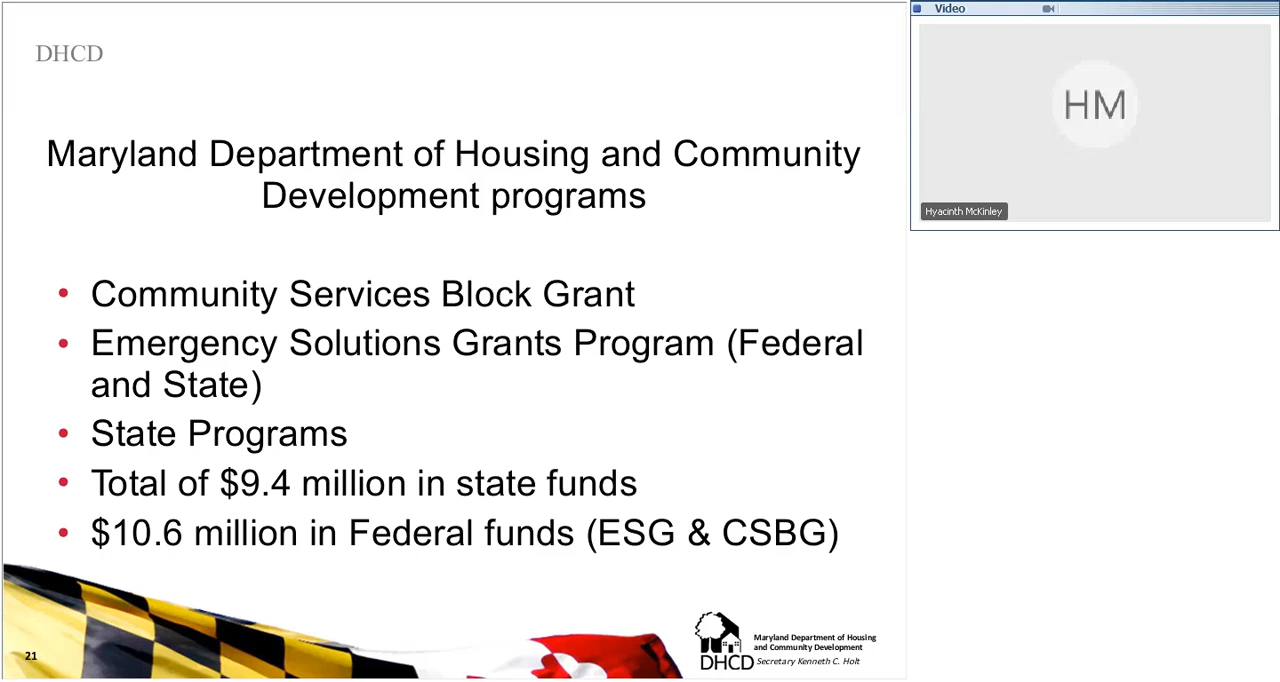 DHCD
Maryland Department of Housing and Community
Development programs
• Community Services Block Grant
• Emergency Solutions Grants Program (Federal
and State)
• State Programs
• Total of $9.4 million in state funds
• $10.6 million in Federal funds (ESG & CSBG)
21
DHCD
Maryland Department of Housing
and Community Development
Secretary Kenneth C. Holt
Video
HM
Hyacinth McKinley